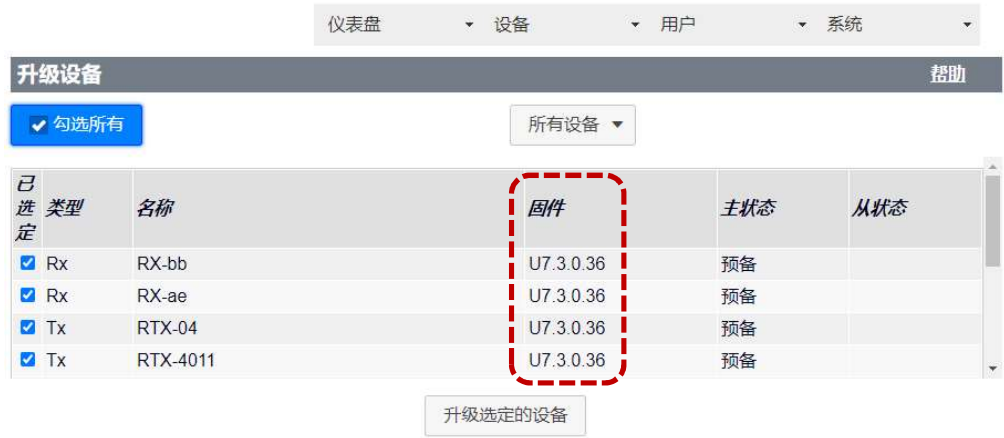 仪表盘 设备 用户 系统
升级设备 帮助
勾选所有 所有设备
已选定 类型 名称 固件 主状态 从状态
Rx RX-bb U7.3.0.36 预备
Rx RX-ae U7.3.0.36 预备
Tx RTX-04 U7.3.0.36 预备
Tx RTX-4011 U7.3.0.36 预备
升级选定的设备